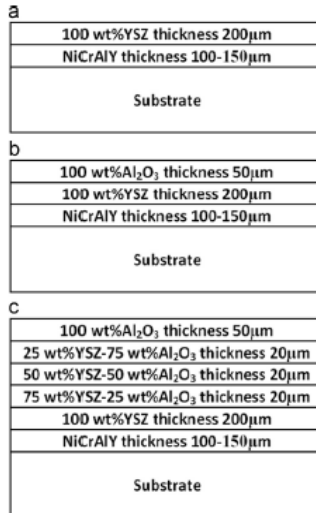 a
100 wt%YSZ thickness 200μm
NiCrAlY thickness 100-150μm
Substrate
b
100 wt%Al₂O₃ thickness 50μm
100 wt%YSZ thickness 200μm
NiCrAlY thickness 100-150μm
Substrate
c
100 wt%Al₂O₃ thickness 50μm
25 wt%YSZ-75 wt%Al₂O₃ thickness 20μm
50 wt%YSZ-50 wt%Al₂O₃ thickness 20μm
75 wt%YSZ-25 wt%Al₂O₃ thickness 20μm
100 wt%YSZ thickness 200μm
NiCrAlY thickness 100-150μm
Substrate